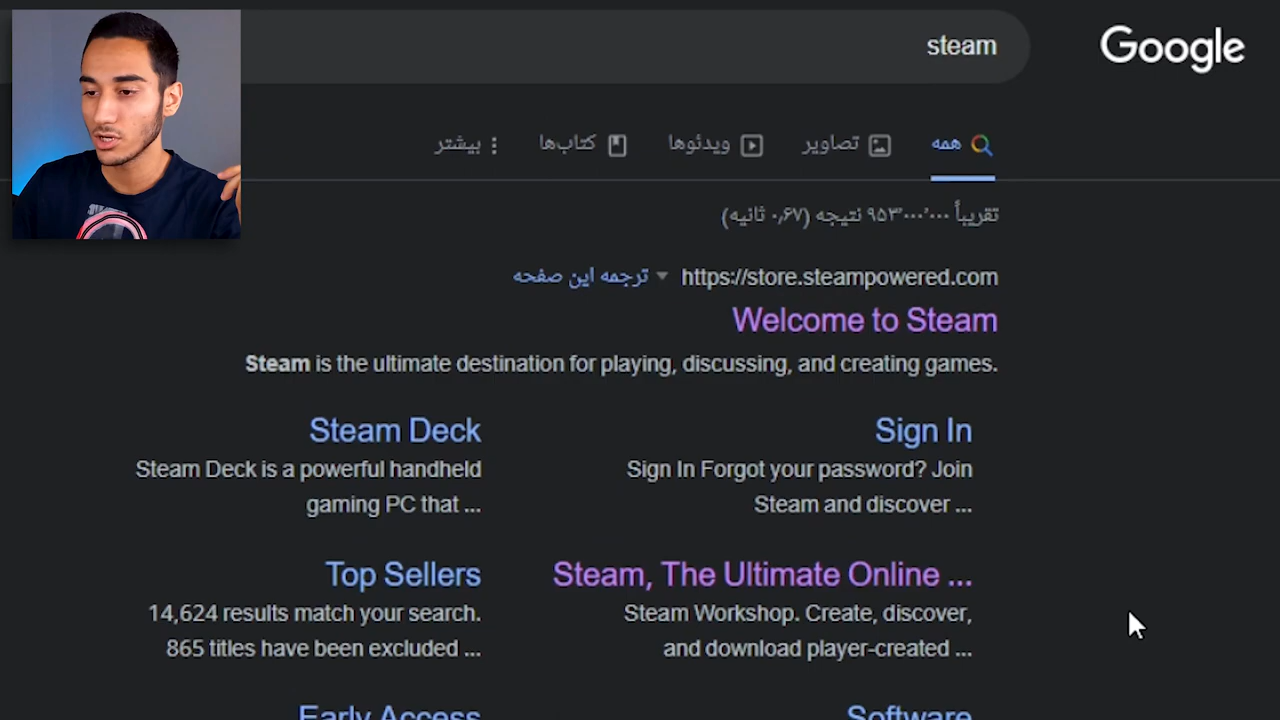 steam
Google
همه تصاویر ویدئوها کتاب‌ها بیشتر
تقریباً ۹۵۳٬۰۰۰٬۰۰۰ نتیجه (۰٫۶۷ ثانیه)
https://store.steampowered.com ترجمه این صفحه
Welcome to Steam
Steam is the ultimate destination for playing, discussing, and creating games.
Sign In
Sign In Forgot your password? Join
Steam and discover ...
Steam Deck
Steam Deck is a powerful handheld
gaming PC that ...
Steam, The Ultimate Online ...
Steam Workshop. Create, discover,
and download player-created ...
Top Sellers
14,624 results match your search.
865 titles have been excluded ...
Software
Early Access